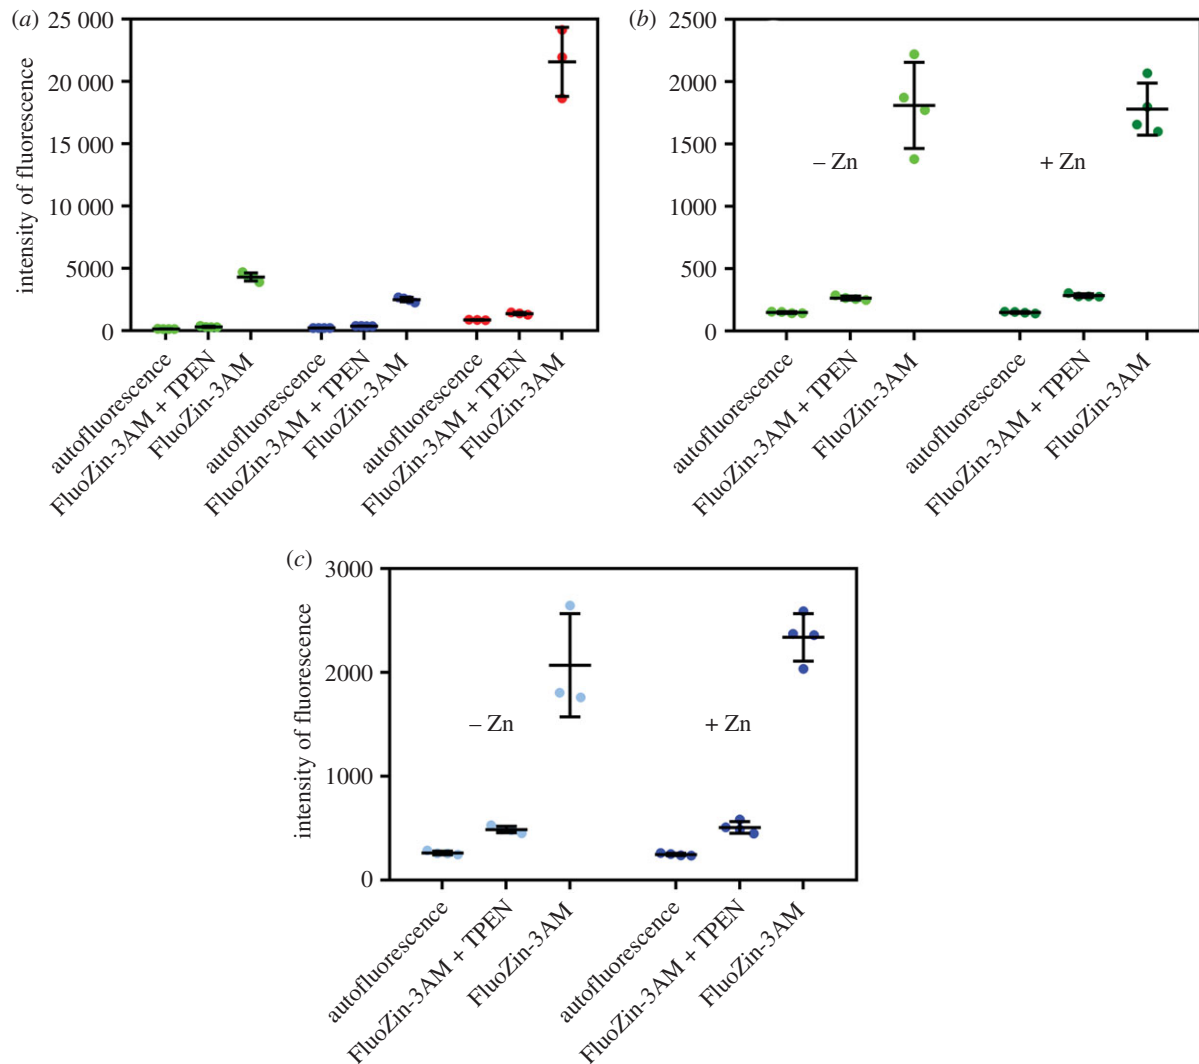 (a)
25 000
20 000
15 000
10 000
5000
0
intensity of fluorescence
autofluorescence
FluoZin-3AM + TPEN
FluoZin-3AM
autofluorescence
FluoZin-3AM + TPEN
FluoZin-3AM
autofluorescence
FluoZin-3AM + TPEN
FluoZin-3AM
(b)
2500
2000
1500
1000
500
0
intensity of fluorescence
– Zn
+ Zn
autofluorescence
FluoZin-3AM + TPEN
FluoZin-3AM
autofluorescence
FluoZin-3AM + TPEN
FluoZin-3AM
(c)
3000
2000
1000
0
intensity of fluorescence
– Zn
+ Zn
autofluorescence
FluoZin-3AM + TPEN
FluoZin-3AM
autofluorescence
FluoZin-3AM + TPEN
FluoZin-3AM